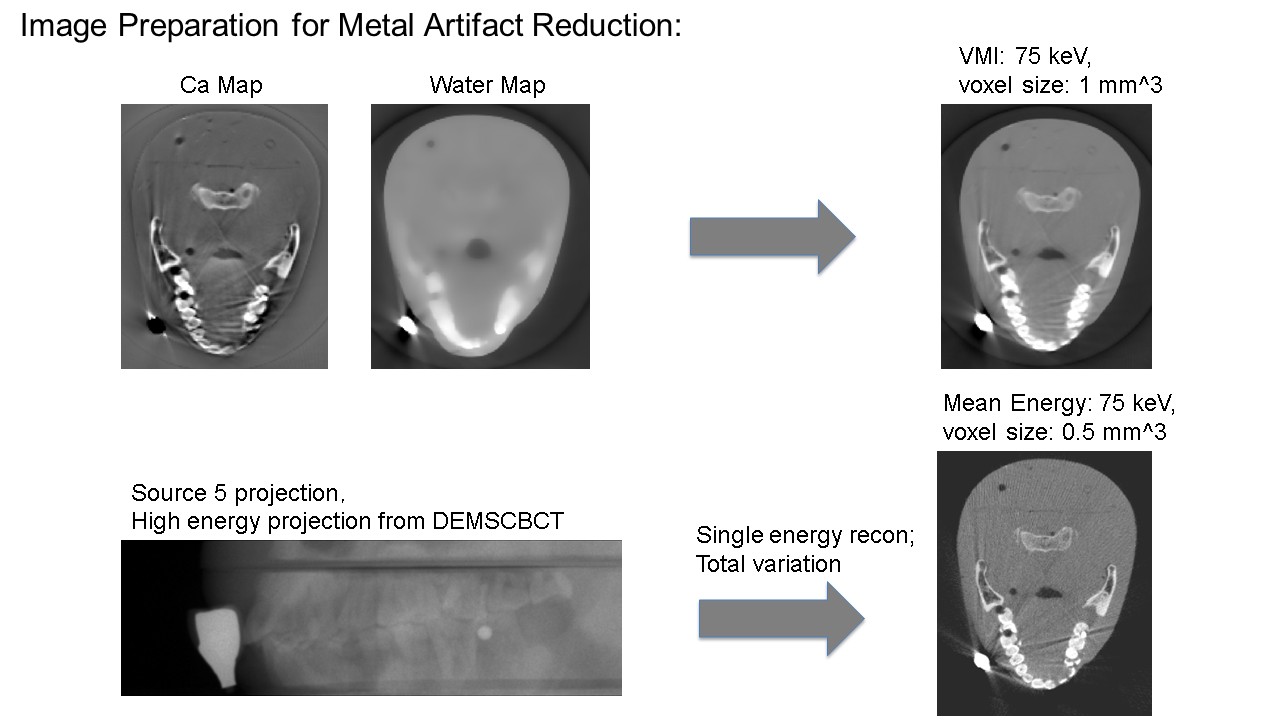 Image Preparation for Metal Artifact Reduction:
Ca Map
Water Map
VMI: 75 keV,
voxel size: 1 mm^3
Mean Energy: 75 keV,
voxel size: 0.5 mm^3
Source 5 projection,
High energy projection from DEMSCBCT
Single energy recon;
Total variation